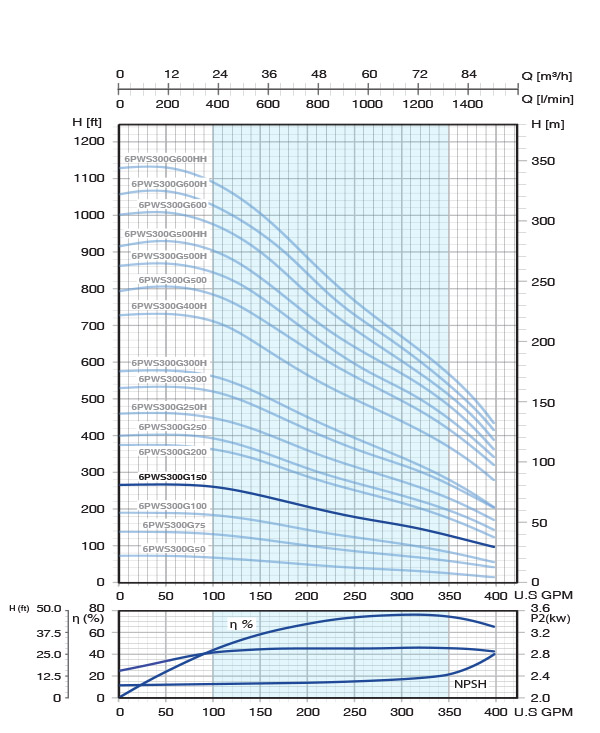 0 12 24 36 48 60 72 84 Q [m³/h]
0 200 400 600 800 1000 1200 1400 Q [l/min]
H [ft] H [m]
1200
1100
1000
900
800
700
600
500
400
300
200
100
0
350
300
250
200
150
100
50
0
6PWS300G600HH
6PWS300G600H
6PWS300G600
6PWS300Gs00HH
6PWS300Gs00H
6PWS300Gs00
6PWS300G400H
6PWS300G300H
6PWS300G300
6PWS300G2s0H
6PWS300G2s0
6PWS300G200
6PWS300G1s0
6PWS300G100
6PWS300G7s
6PWS300Gs0
0 50 100 150 200 250 300 350 400 U.S GPM
H (ft) 50.0 80 3.6
η (%) P2(kw)
37.5 60 3.2
25.0 40 2.8
12.5 20 2.4
0 0 2.0
η %
NPSH
0 50 100 150 200 250 300 350 400 U.S GPM